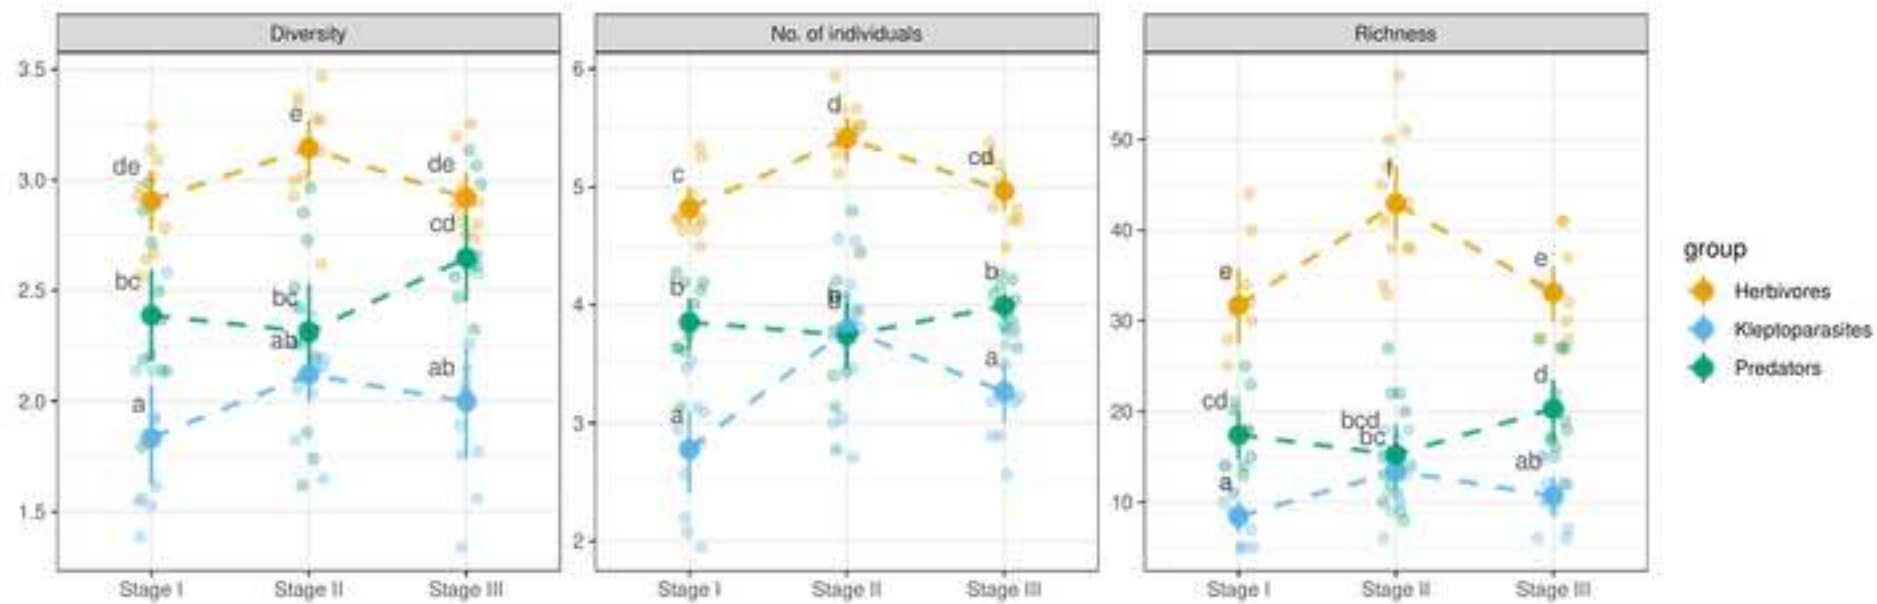 Diversity
No. of individuals
Richness
3.5
3.0
2.5
2.0
1.5
de
e
de
bc
bc
cd
a
ab
ab
Stage I
Stage II
Stage III
6
5
4
3
2
c
d
cd
b
b
b
a
a
Stage I
Stage II
Stage III
50
40
30
20
10
e
f
e
cd
bcd
d
a
bc
ab
Stage I
Stage II
Stage III
group
Herbivores
Kleptoparasites
Predators